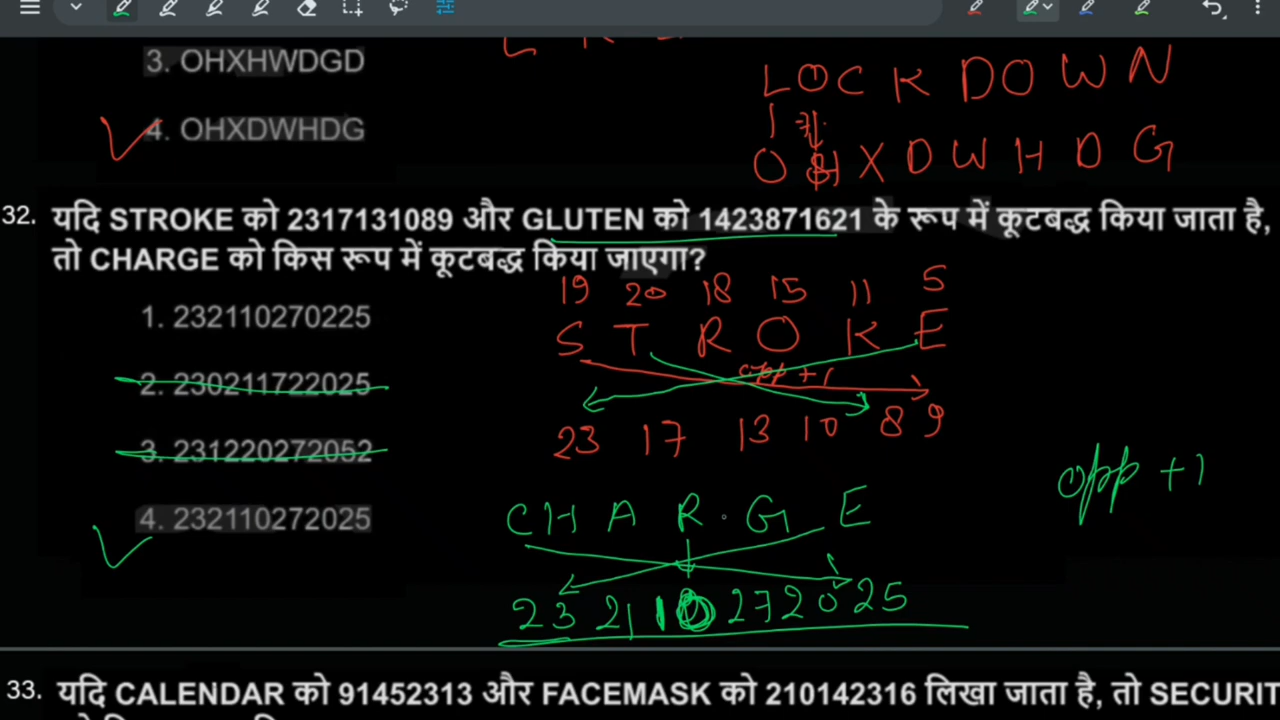 3. OHXHWDGD
LOCKDOWN
4. OHXDWHDG
OHXDWHDG
32. यदि STROKE को 2317131089 और GLUTEN को 1423871621 के रूप में कूटबद्ध किया जाता है,
तो CHARGE को किस रूप में कूटबद्ध किया जाएगा?
19 20 18 15 11 5
1. 232110270225
S T R O K E
opp +1
2. 230211722025
23 17 13 10 8 9
3. 231220272052
opp +1
4. 232110272025
C H A R G E
23 21 10 27 20 25
33. यदि CALENDAR को 91452313 और FACEMASK को 210142316 लिखा जाता है, तो SECURIT